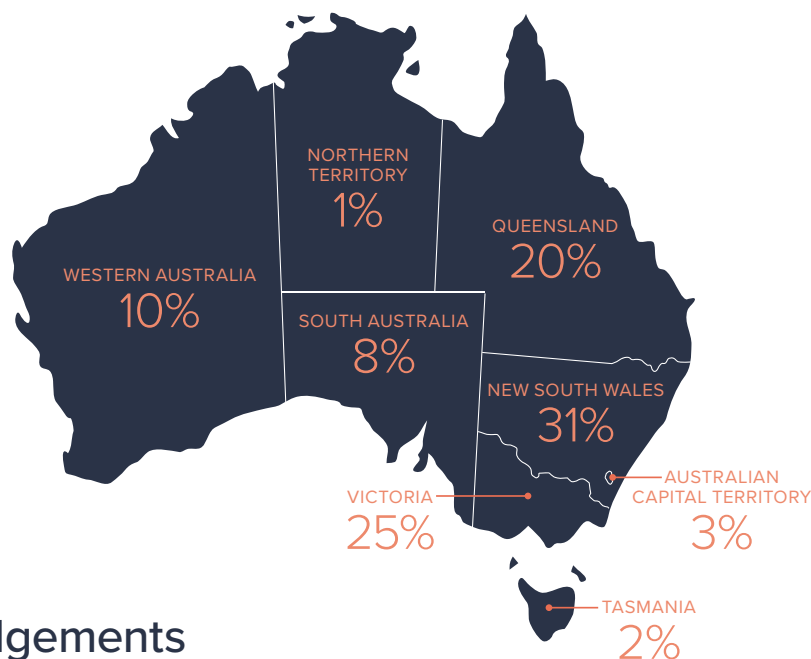 NORTHERN
TERRITORY
1%
QUEENSLAND
20%
WESTERN AUSTRALIA
10%
SOUTH AUSTRALIA
8%
NEW SOUTH WALES
31%
AUSTRALIAN
CAPITAL TERRITORY
3%
VICTORIA
25%
TASMANIA
2%